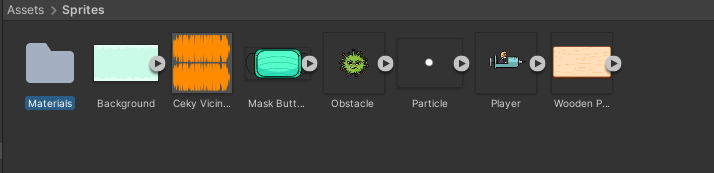 Assets > Sprites
Materials
Background
Ceky Vicin...
Mask Butt...
Obstacle
Particle
Player
Wooden P...